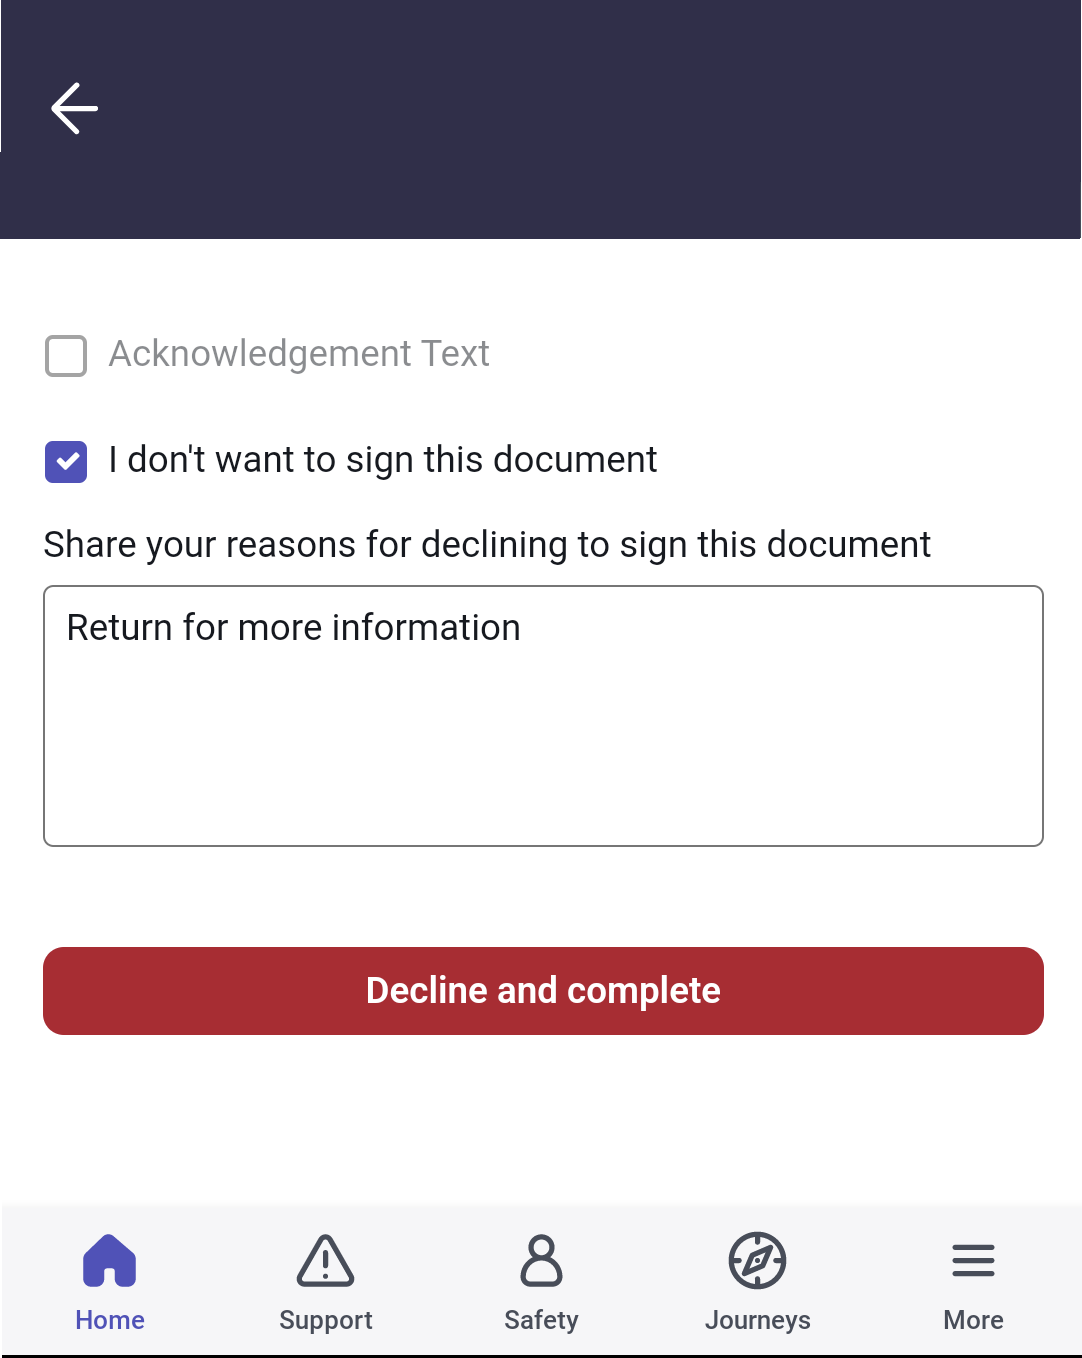 Acknowledgement Text
I don't want to sign this document
Share your reasons for declining to sign this document
Return for more information
Decline and complete
Home
Support
Safety
Journeys
More